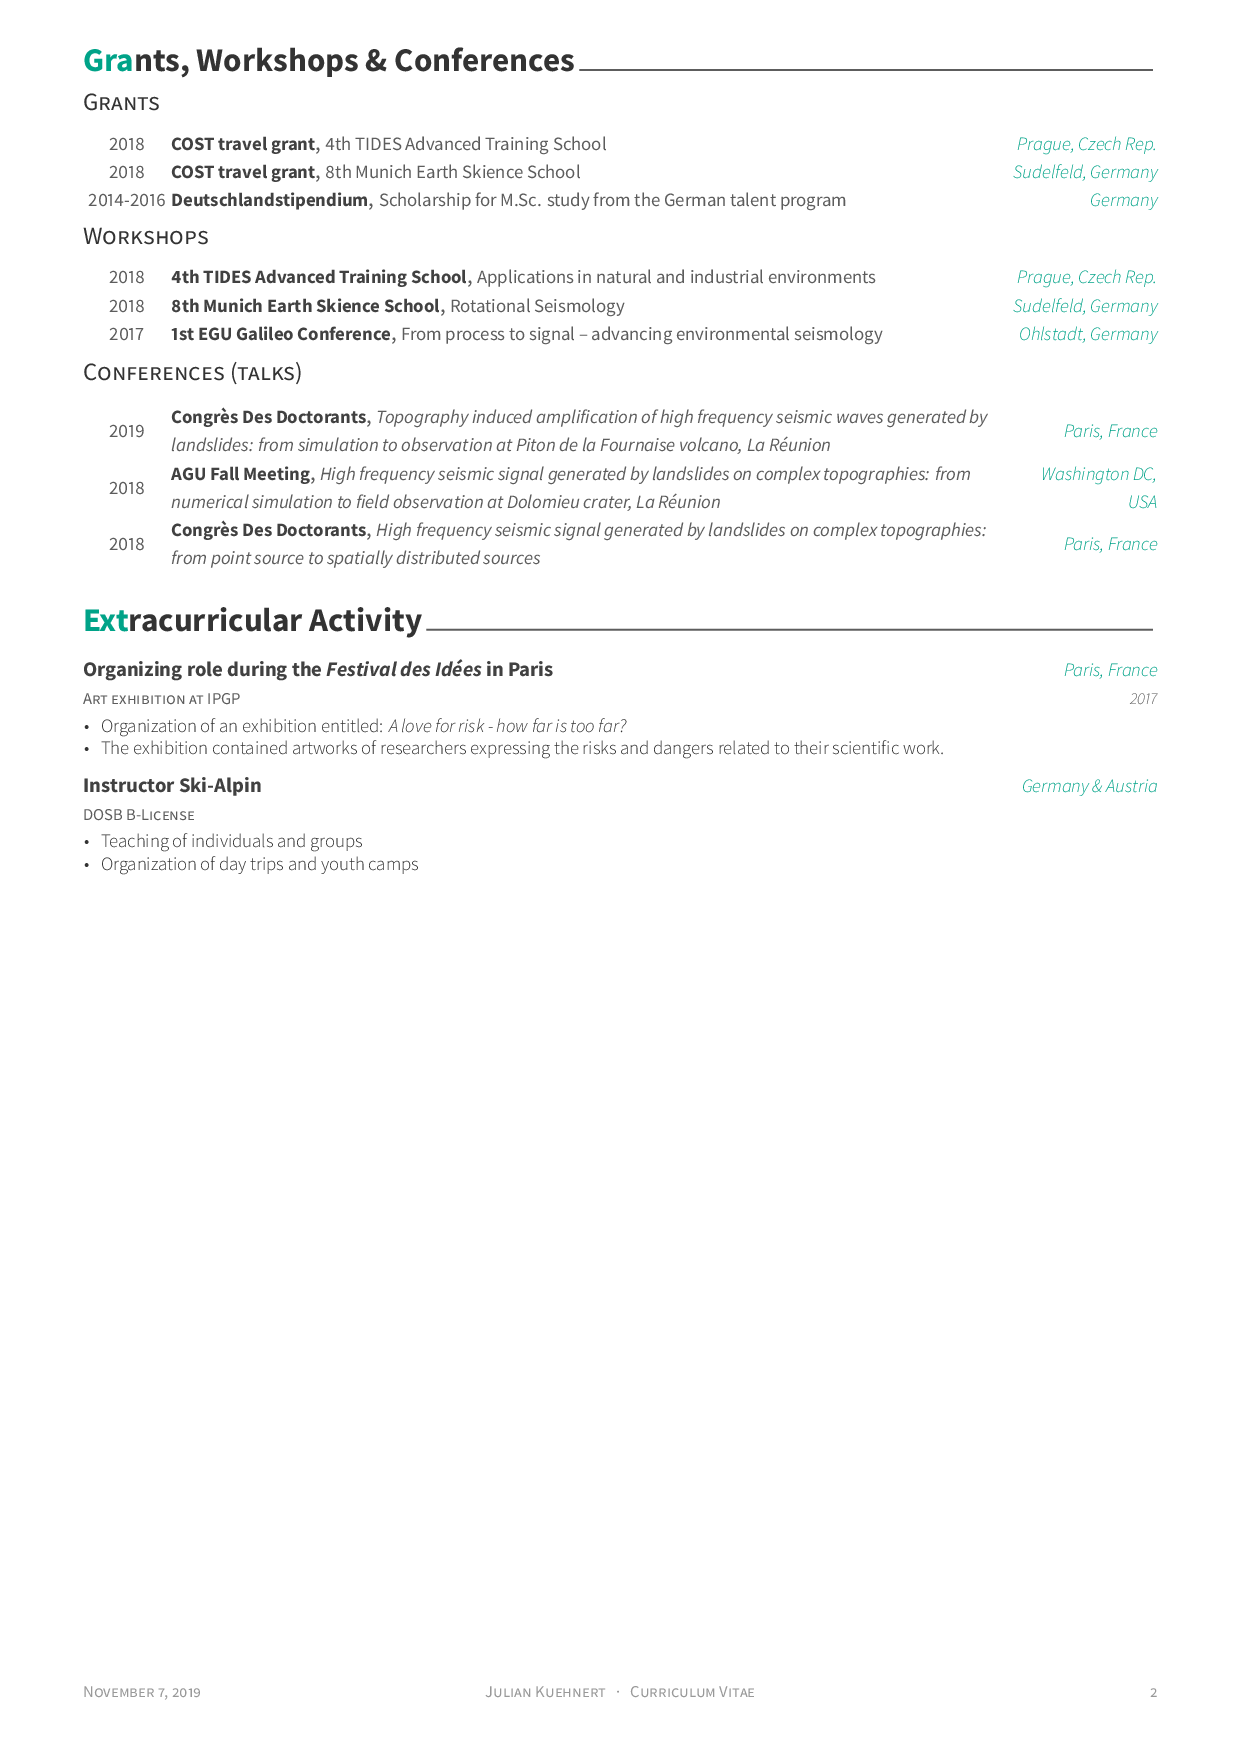 Grants, Workshops & Conferences
Grants
2018 COST travel grant, 4th TIDES Advanced Training School Prague, Czech Rep.
2018 COST travel grant, 8th Munich Earth Skience School Sudelfeld, Germany
2014-2016 Deutschlandstipendium, Scholarship for M.Sc. study from the German talent program Germany
Workshops
2018 4th TIDES Advanced Training School, Applications in natural and industrial environments Prague, Czech Rep.
2018 8th Munich Earth Skience School, Rotational Seismology Sudelfeld, Germany
2017 1st EGU Galileo Conference, From process to signal – advancing environmental seismology Ohlstadt, Germany
Conferences (talks)
2019 Congrès Des Doctorants, Topography induced amplification of high frequency seismic waves generated by
landslides: from simulation to observation at Piton de la Fournaise volcano, La Réunion Paris, France
2018 AGU Fall Meeting, High frequency seismic signal generated by landslides on complex topographies: from Washington DC,
numerical simulation to field observation at Dolomieu crater, La Réunion USA
2018 Congrès Des Doctorants, High frequency seismic signal generated by landslides on complex topographies:
from point source to spatially distributed sources Paris, France
Extracurricular Activity
Organizing role during the Festival des Idées in Paris Paris, France
Art exhibition at IPGP 2017
• Organization of an exhibition entitled: A love for risk - how far is too far?
• The exhibition contained artworks of researchers expressing the risks and dangers related to their scientific work.
Instructor Ski-Alpin Germany & Austria
DOSB B-License
• Teaching of individuals and groups
• Organization of day trips and youth camps
November 7, 2019 Julian Kuehnert · Curriculum Vitae 2